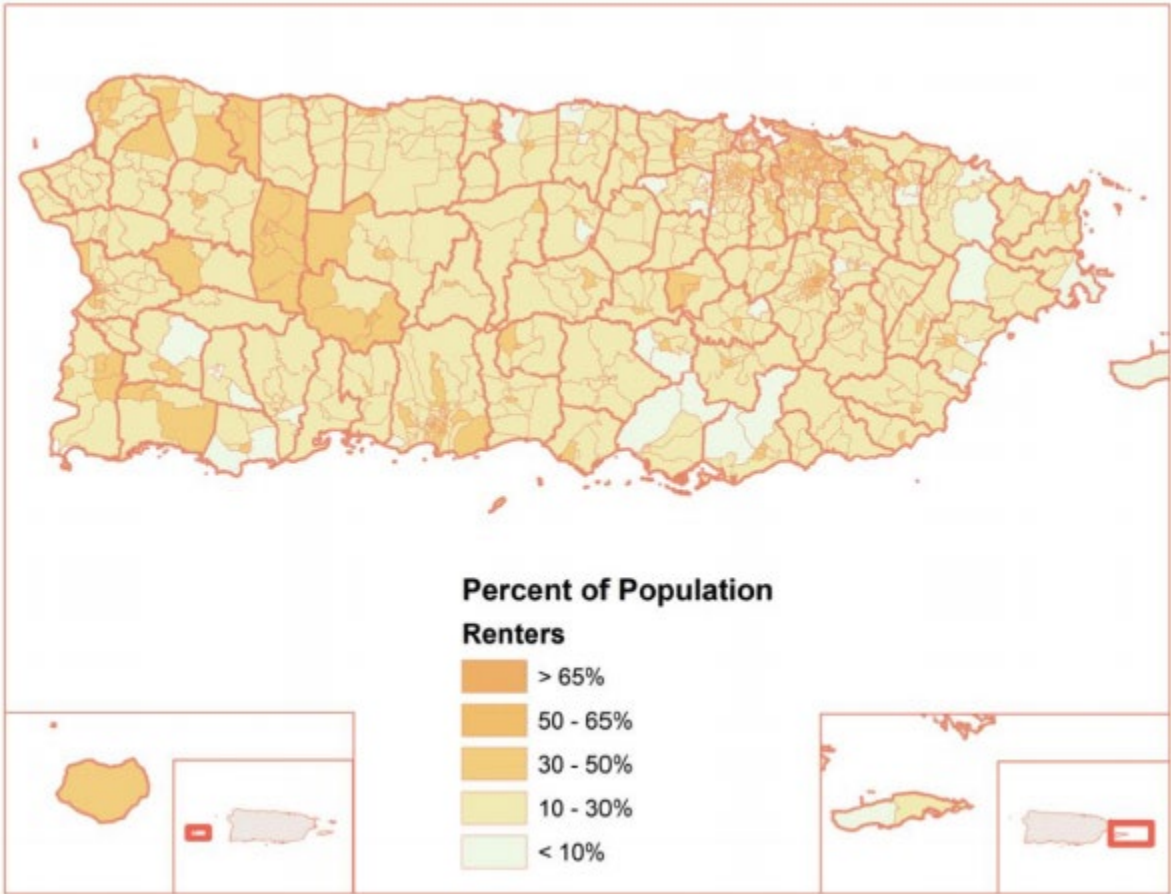 Percent of Population
Renters
> 65%
50 - 65%
30 - 50%
10 - 30%
< 10%